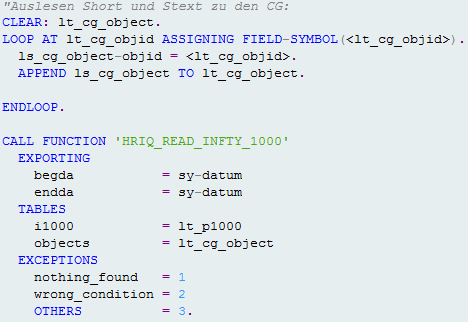 "Auslesen Short und Stext zu den CG:
CLEAR: lt_cg_object.
LOOP AT lt_cg_objid ASSIGNING FIELD-SYMBOL(<lt_cg_objid>).
  ls_cg_object-objid = <lt_cg_objid>.
  APPEND ls_cg_object TO lt_cg_object.
ENDLOOP.
CALL FUNCTION 'HRIQ_READ_INFTY_1000'
  EXPORTING
    begda           = sy-datum
    endda           = sy-datum
  TABLES
    i1000           = lt_p1000
    objects         = lt_cg_object
  EXCEPTIONS
    nothing_found   = 1
    wrong_condition = 2
    OTHERS          = 3.